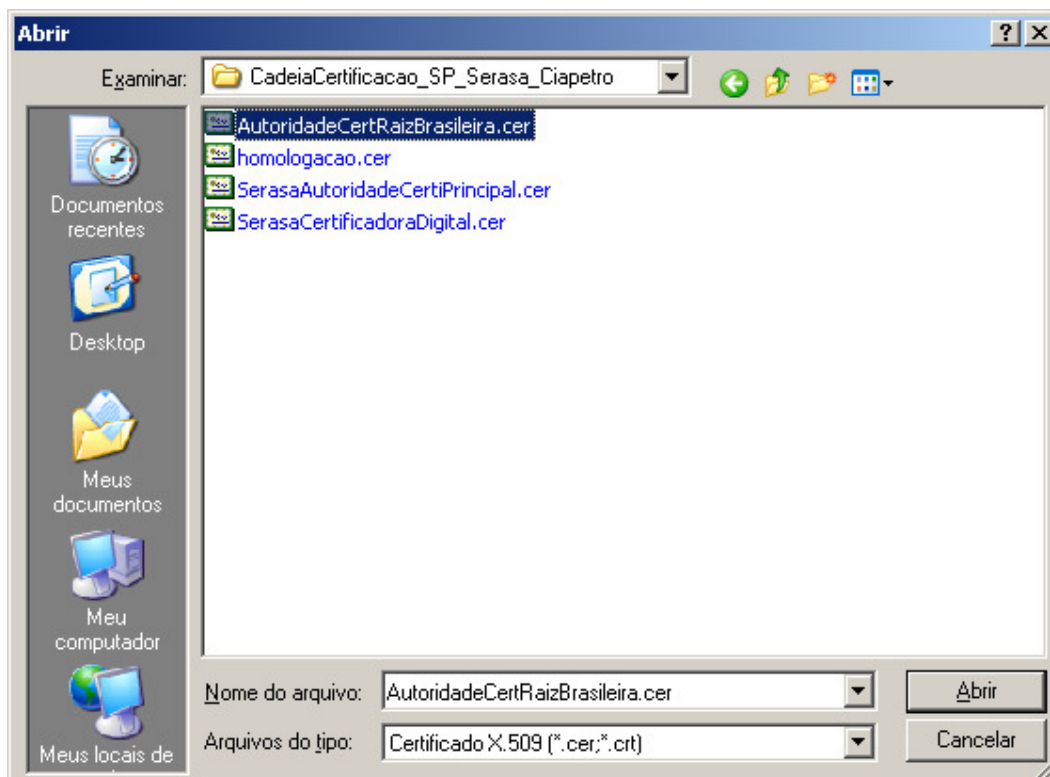 Abrir
Examinar:
CadeiaCertificacao_SP_Serasa_Ciapetro
AutoridadeCertRaizBrasileira.cer
homologacao.cer
SerasaAutoridadeCertiPrincipal.cer
SerasaCertificadoraDigital.cer
Documentos
recentes
Desktop
Meus
documentos
Meu
computador
Meus locais de
Nome do arquivo:
AutoridadeCertRaizBrasileira.cer
Abrir
Arquivos do tipo:
Certificado X.509 (*.cer;*.crt)
Cancelar